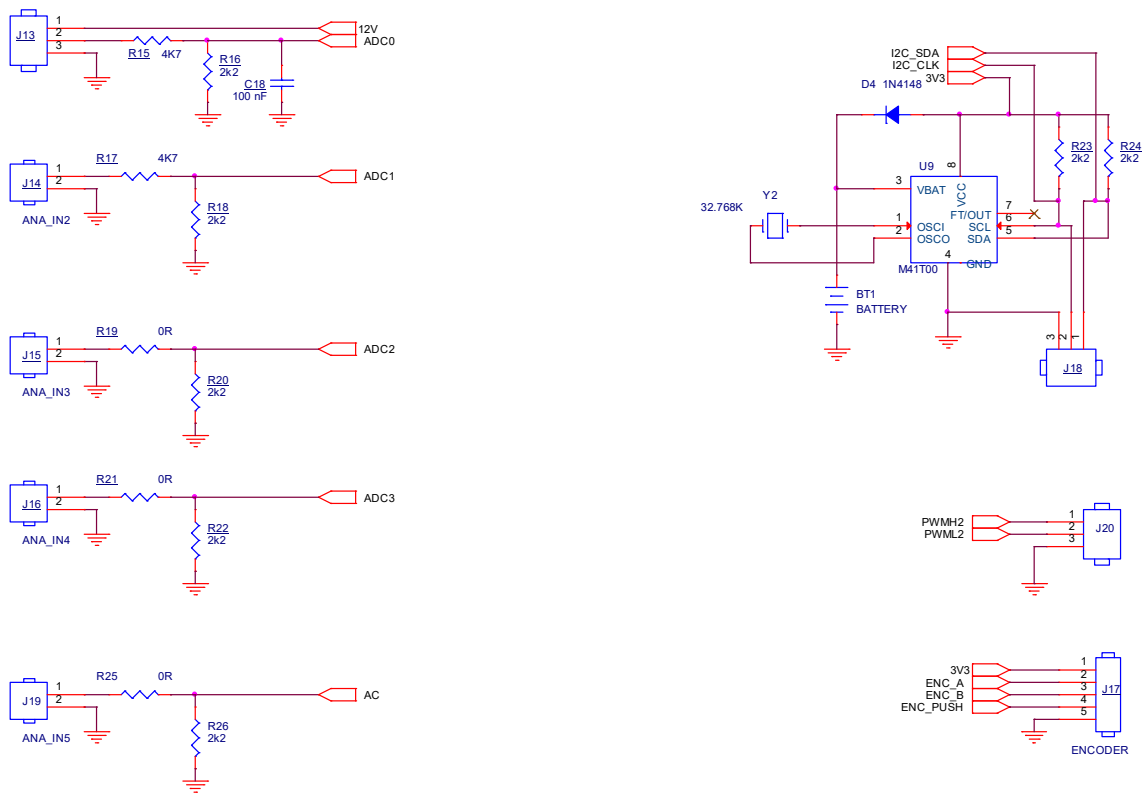 J13
1
2
3
R15 4K7
R16
2k2
C18
100 nF
12V
ADC0
J14
1
2
ANA_IN2
R17 4K7
R18
2k2
ADC1
J15
1
2
ANA_IN3
R19 0R
R20
2k2
ADC2
J16
1
2
ANA_IN4
R21 0R
R22
2k2
ADC3
J19
1
2
ANA_IN5
R25 0R
R26
2k2
AC
I2C_SDA
I2C_CLK
3V3
D4 1N4148
R23
2k2
R24
2k2
U9
8
VCC
3
VBAT
7
FT/OUT
1
OSCI
6
SCL
2
OSCO
5
SDA
4
GND
M41T00
Y2
32.768K
BT1
BATTERY
3
2
1
J18
PWMH2
PWML2
1
2
3
J20
3V3
ENC_A
ENC_B
ENC_PUSH
1
2
3
4
5
J17
ENCODER